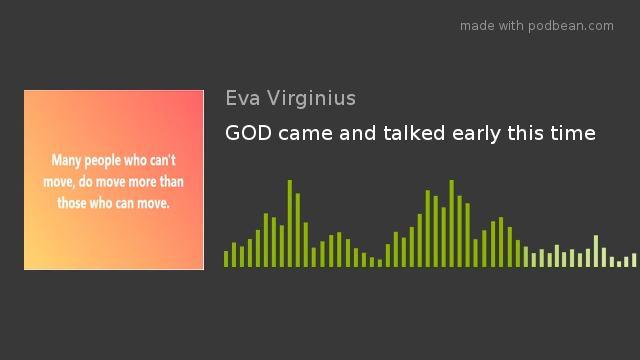 made with podbean.com
Eva Virginius
GOD came and talked early this time
Many people who can't
move, do move more than
those who can move.